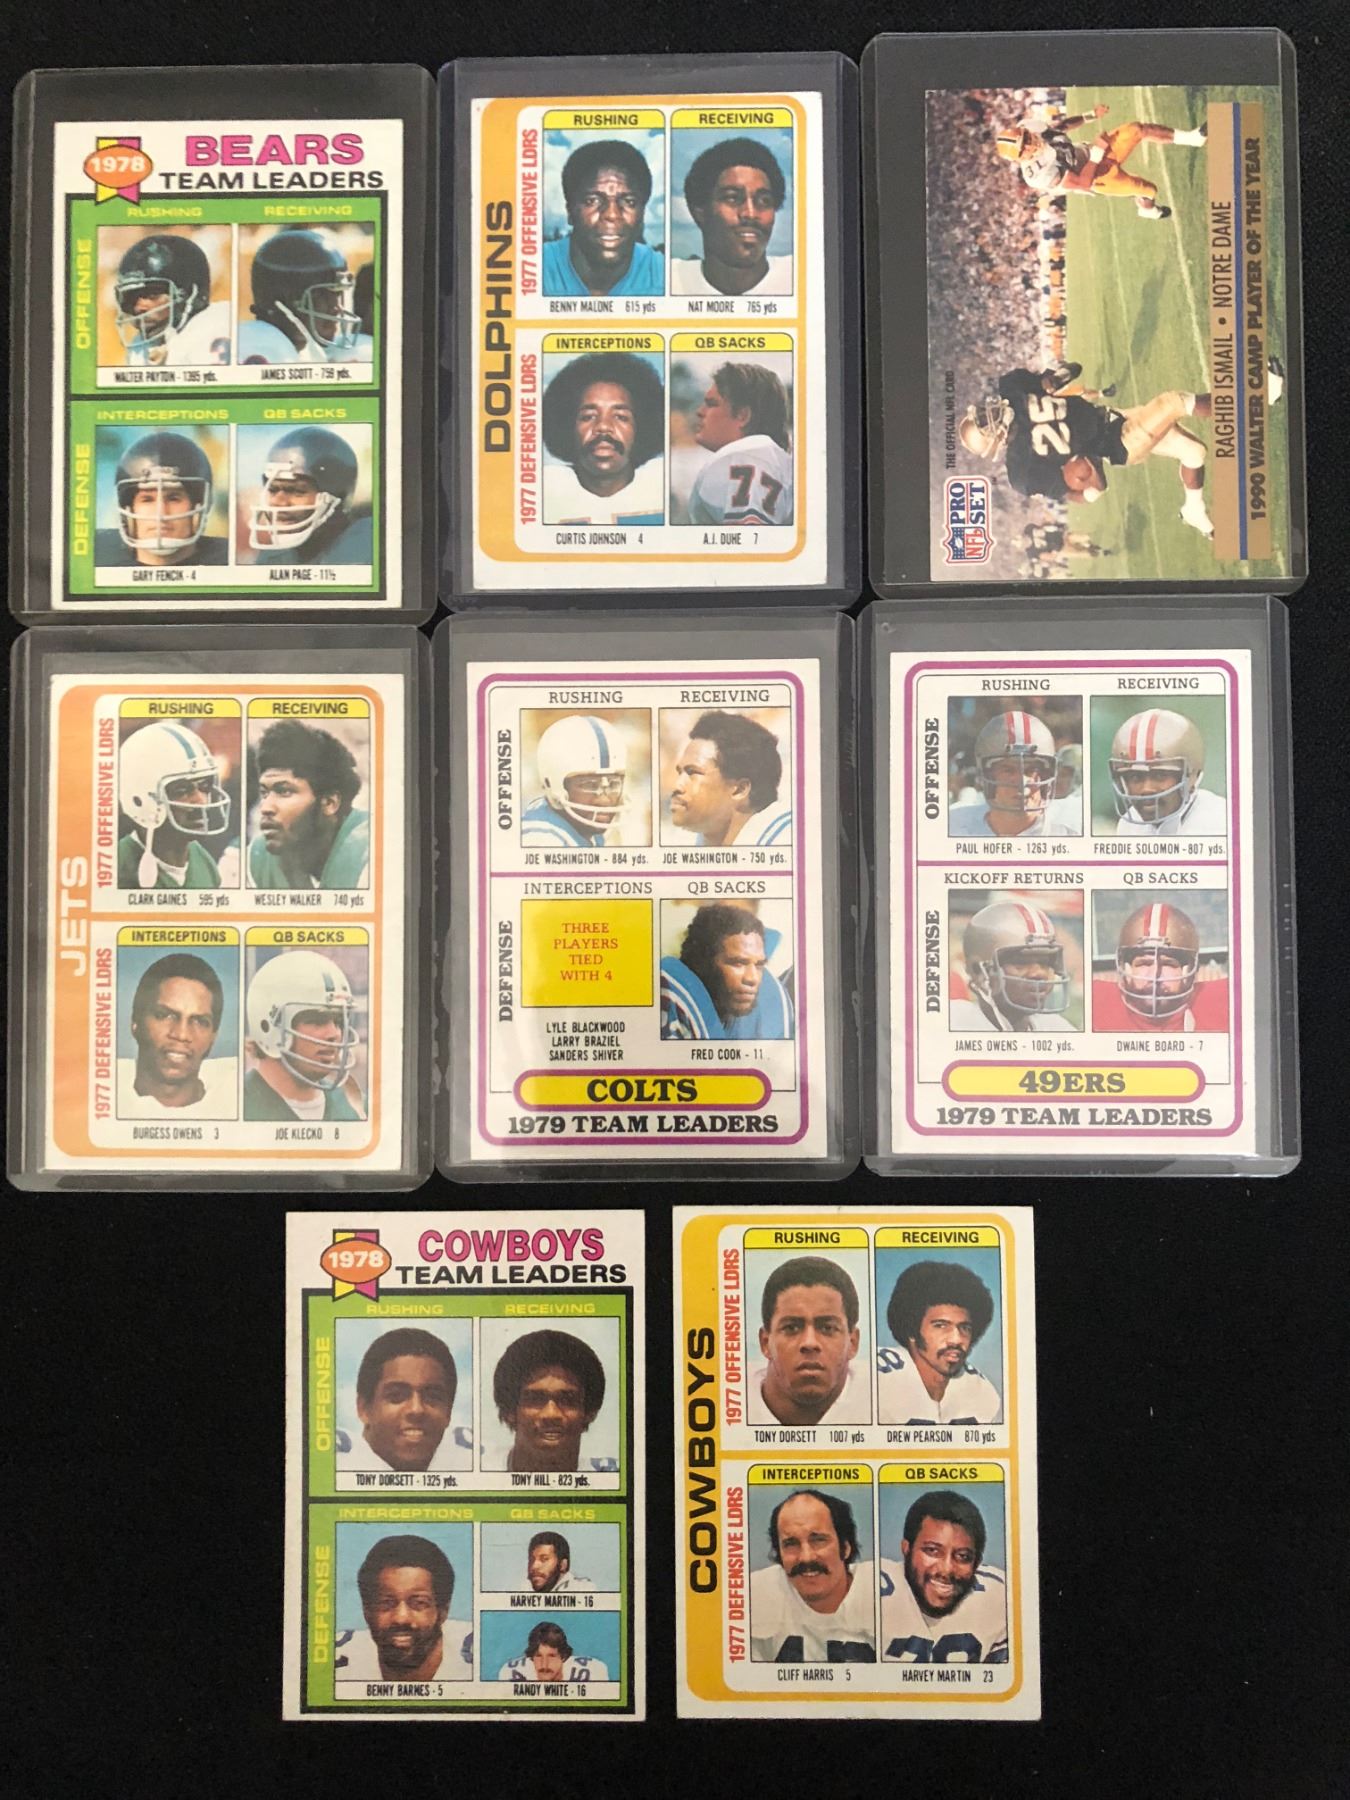 1978
BEARS
TEAM LEADERS
OFFENSE
RUSHING
RECEIVING
WALTER PAYTON - 1395 yds.
JAMES SCOTT - 759 yds.
DEFENSE
INTERCEPTIONS
QB SACKS
GARY FENCIK - 4
ALAN PAGE - 11½
DOLPHINS
1977 OFFENSIVE LDRS
RUSHING
RECEIVING
BENNY MALONE 615 yds
NAT MOORE 765 yds
1977 DEFENSIVE LDRS
INTERCEPTIONS
QB SACKS
77
CURTIS JOHNSON 4
A.J. DUHE 7
THE OFFICIAL NFL CARD
PRO
NFL SET
31
25
RAGHIB ISMAIL • NOTRE DAME
1990 WALTER CAMP PLAYER OF THE YEAR
JETS
1977 OFFENSIVE LDRS
RUSHING
RECEIVING
CLARK GAINES 595 yds
WESLEY WALKER 740 yds
1977 DEFENSIVE LDRS
INTERCEPTIONS
QB SACKS
BURGESS OWENS 3
JOE KLECKO 8
OFFENSE
RUSHING
RECEIVING
JOE WASHINGTON - 884 yds.
JOE WASHINGTON - 750 yds.
DEFENSE
INTERCEPTIONS
QB SACKS
THREE
PLAYERS
TIED
WITH 4
LYLE BLACKWOOD
LARRY BRAZIEL
SANDERS SHIVER
FRED COOK - 11
COLTS
1979 TEAM LEADERS
OFFENSE
RUSHING
RECEIVING
PAUL HOFER - 1263 yds.
FREDDIE SOLOMON - 807 yds.
DEFENSE
KICKOFF RETURNS
QB SACKS
JAMES OWENS - 1002 yds.
DWAINE BOARD - 7
49ERS
1979 TEAM LEADERS
1978
COWBOYS
TEAM LEADERS
OFFENSE
RUSHING
RECEIVING
TONY DORSETT - 1325 yds.
TONY HILL - 823 yds.
DEFENSE
INTERCEPTIONS
QB SACKS
HARVEY MARTIN - 16
54
BENNY BARNES - 5
RANDY WHITE - 16
COWBOYS
1977 OFFENSIVE LDRS
RUSHING
RECEIVING
TONY DORSETT 1007 yds
DREW PEARSON 870 yds
1977 DEFENSIVE LDRS
INTERCEPTIONS
QB SACKS
CLIFF HARRIS 5
HARVEY MARTIN 23